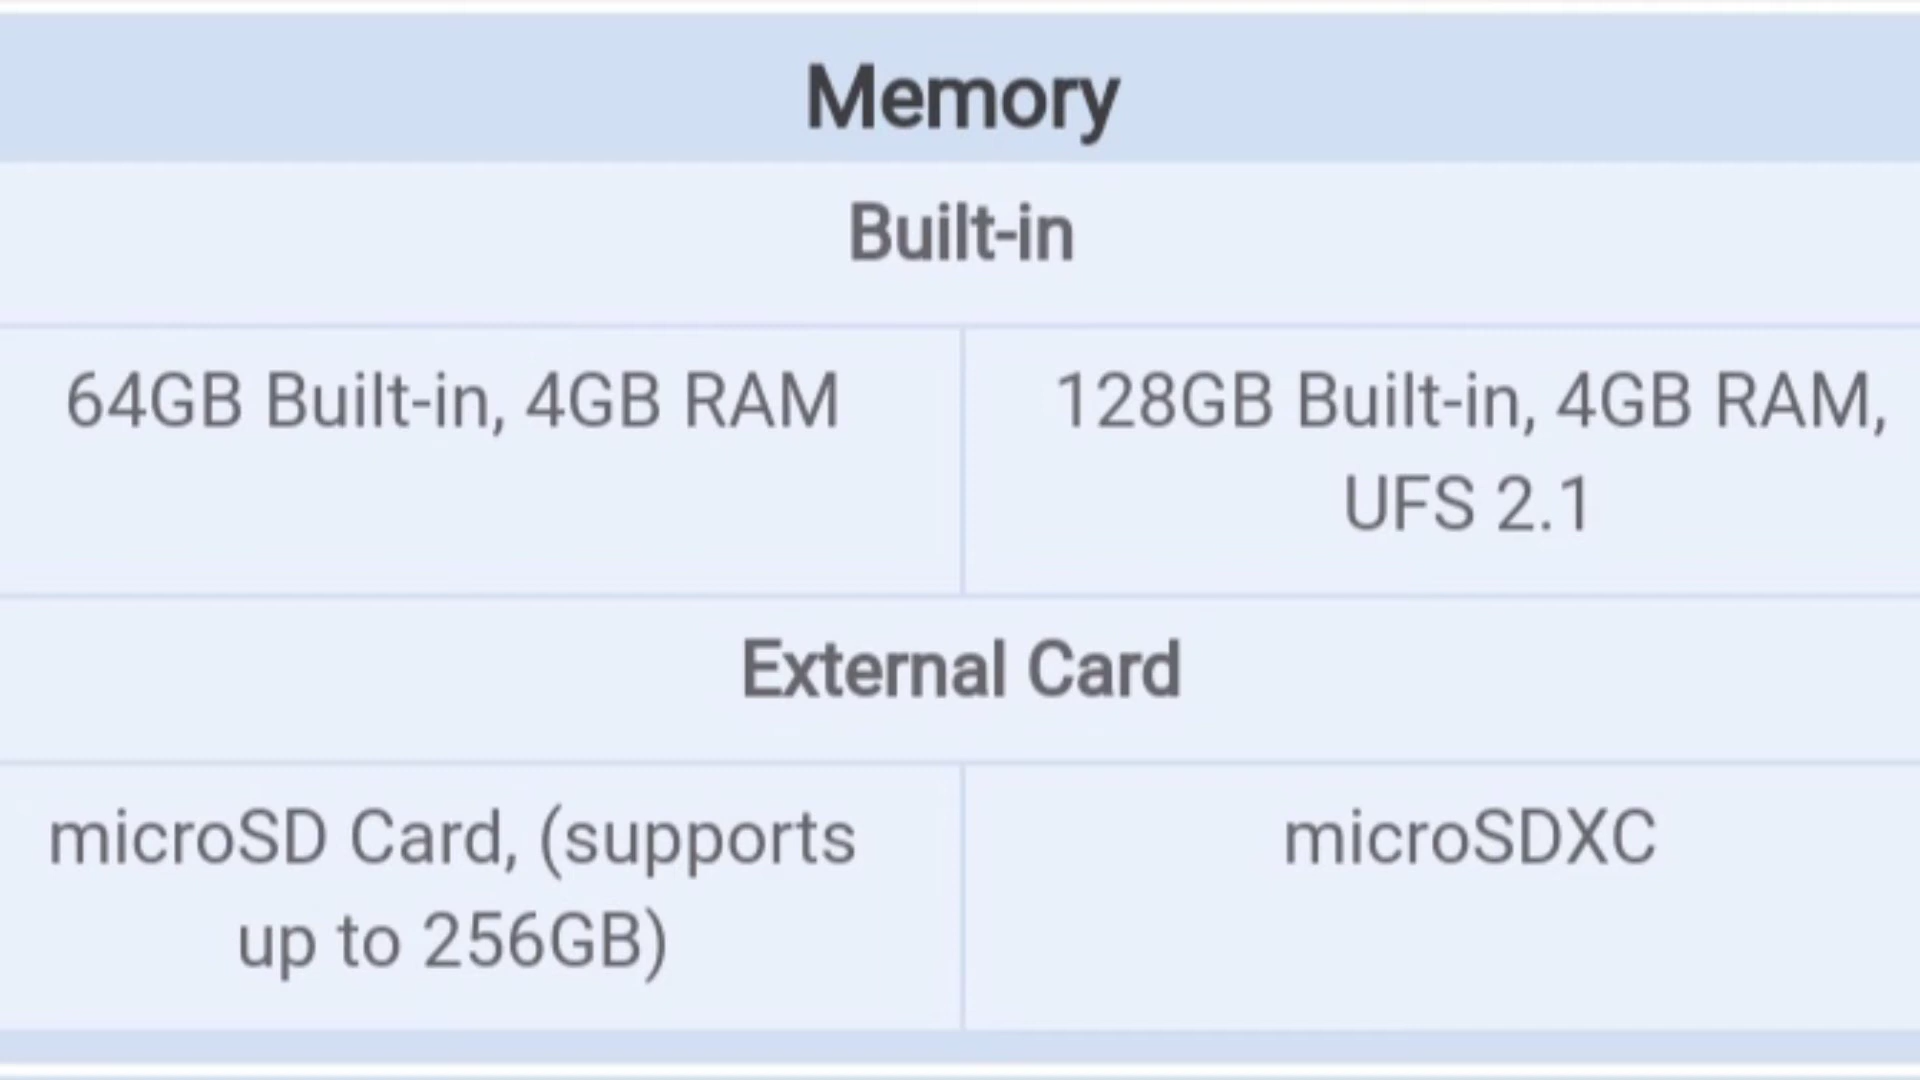 Memory
Built-in
64GB Built-in, 4GB RAM
128GB Built-in, 4GB RAM,
UFS 2.1
External Card
microSD Card, (supports
up to 256GB)
microSDXC